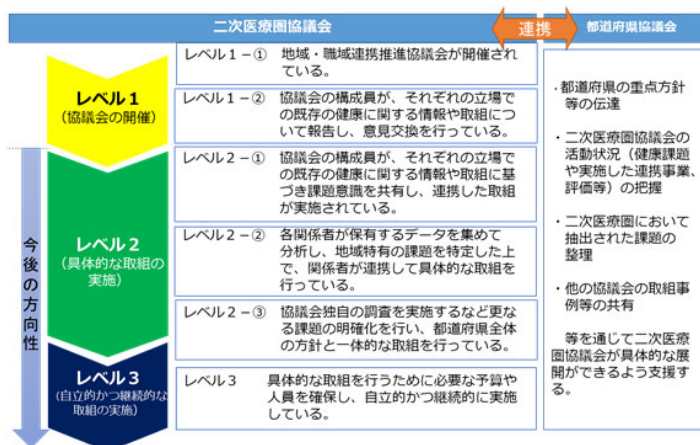 二次医療圏協議会
連携
都道府県協議会
レベル1
(協議会の開催)
レベル1－① 地域・職域連携推進協議会が開催され
ている。
レベル1－② 協議会の構成員が、それぞれの立場で
の既存の健康に関する情報や取組につ
いて報告し、意見交換を行っている。
今後の方向性
レベル2
(具体的な取組の
実施)
レベル2－① 協議会の構成員が、それぞれの立場で
の既存の健康に関する情報や取組に基
づき課題意識を共有し、連携した取組
が実施されている。
レベル2－② 各関係者が保有するデータを集めて
分析し、地域特有の課題を特定した上
で、関係者が連携して具体的な取組を
行っている。
レベル2－③ 協議会独自の調査を実施するなど更な
る課題の明確化を行い、都道府県全体
の方針と一体的な取組を行っている。
レベル3
(自立的かつ継続的な
取組の実施)
レベル3 具体的な取組を行うために必要な予算や
人員を確保し、自立的かつ継続的に実施
している。
・都道府県の重点方針
等の伝達
・二次医療圏協議会の
活動状況（健康課題
や実施した連携事業、
評価等）の把握
・二次医療圏において
抽出された課題の
整理
・他の協議会の取組事
例等の共有
等を通じて二次医療
圏協議会が具体的な展
開ができるよう支援す
る。